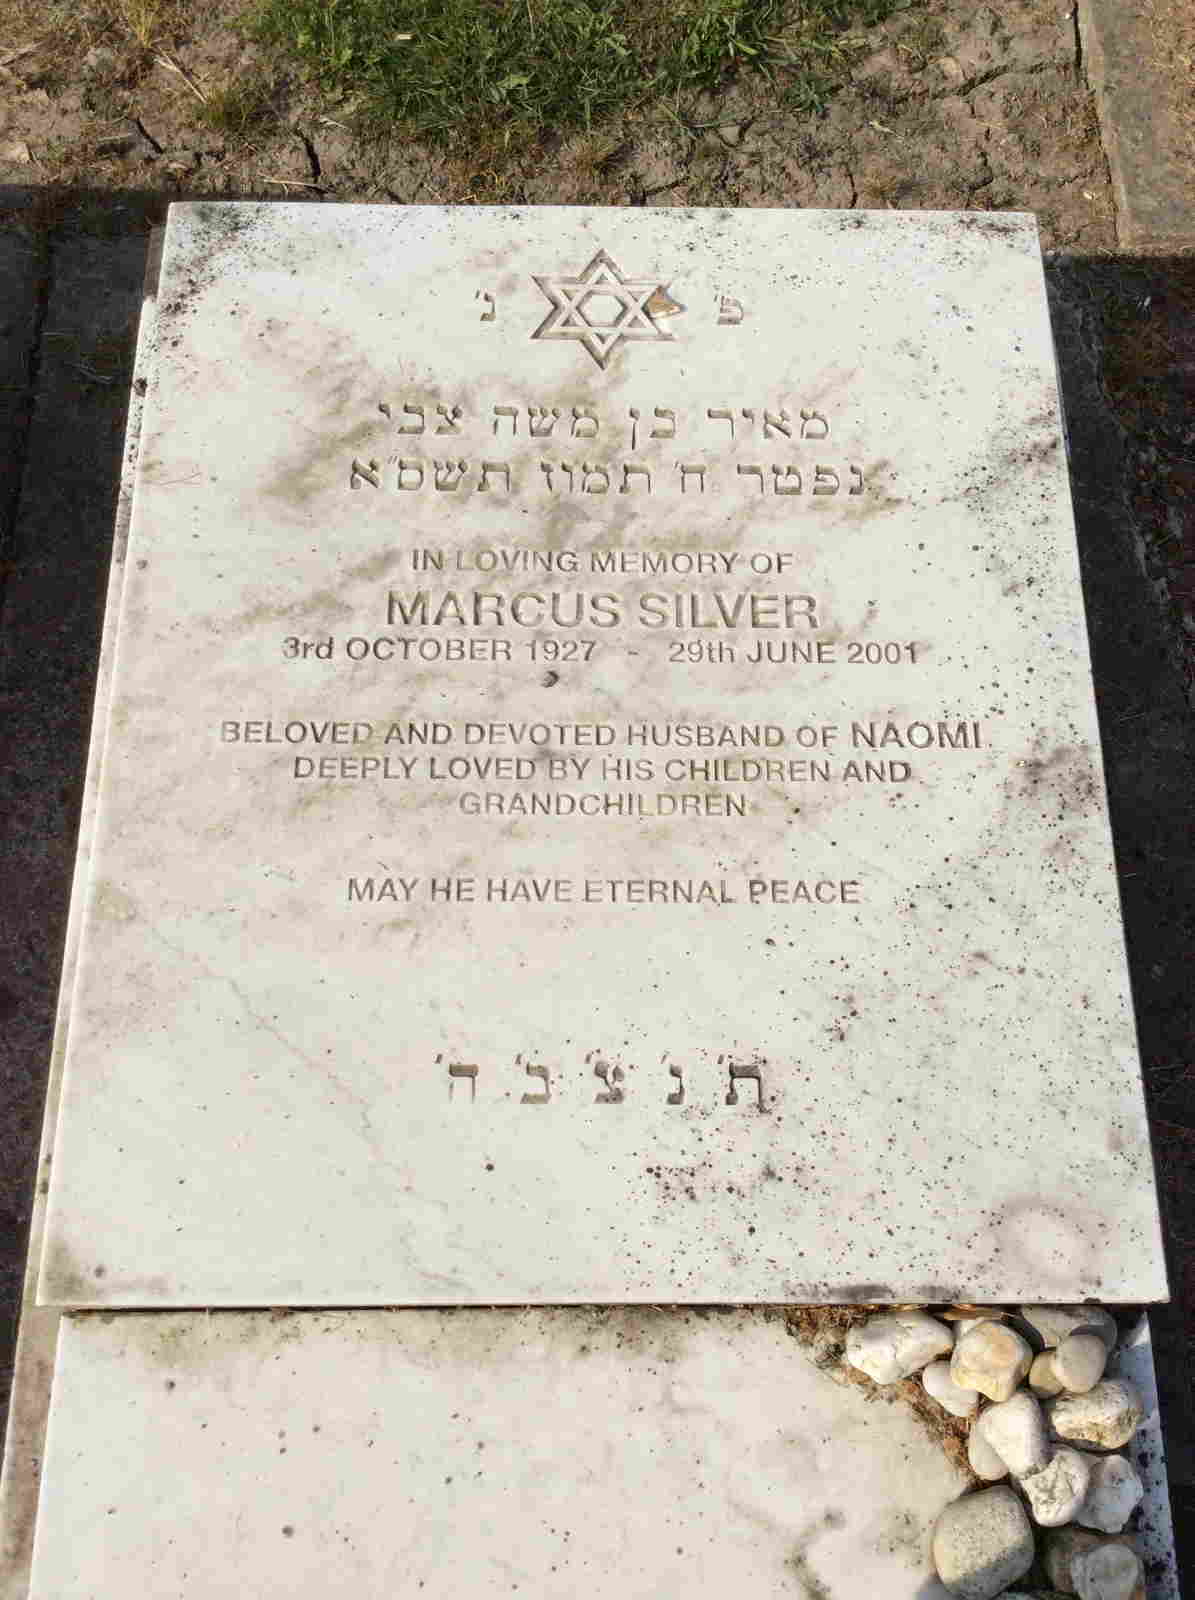 פ' נ'
מאיר בן משה צבי
נפטר ח' תמוז תשס"א
IN LOVING MEMORY OF
MARCUS SILVER
3rd OCTOBER 1927 - 29th JUNE 2001
BELOVED AND DEVOTED HUSBAND OF NAOMI
DEEPLY LOVED BY HIS CHILDREN AND
GRANDCHILDREN
MAY HE HAVE ETERNAL PEACE
ת' נ' צ' ב' ה'